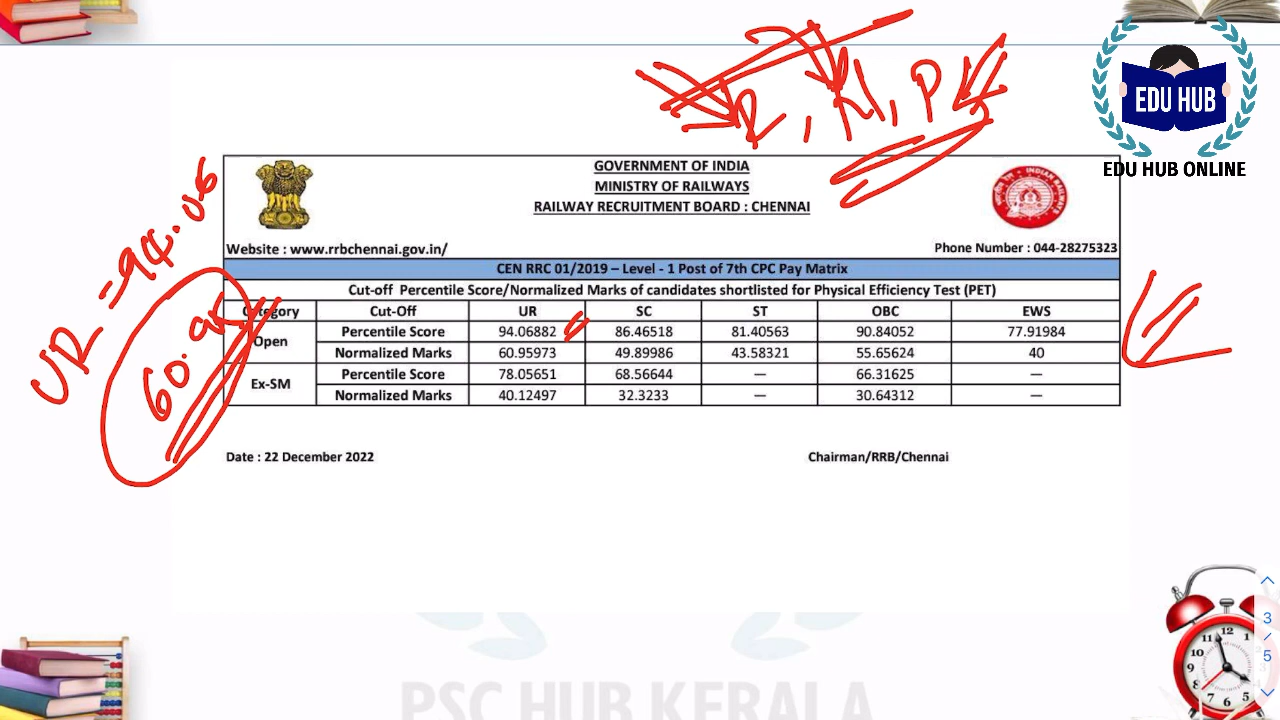 R, N, P
EDU HUB
EDU HUB ONLINE
GOVERNMENT OF INDIA
MINISTRY OF RAILWAYS
RAILWAY RECRUITMENT BOARD : CHENNAI
Website : www.rrbchennai.gov.in/ Phone Number : 044-28275323
CEN RRC 01/2019 – Level - 1 Post of 7th CPC Pay Matrix
Cut-off Percentile Score/Normalized Marks of candidates shortlisted for Physical Efficiency Test (PET)
Category Cut-Off UR SC ST OBC EWS
Open Percentile Score 94.06882 86.46518 81.40563 90.84052 77.91984
Normalized Marks 60.95973 49.89986 43.58321 55.65624 40
Ex-SM Percentile Score 78.05651 68.56644 — 66.31625 —
Normalized Marks 40.12497 32.3233 — 30.64312 —
UR = 94.06
60.95
Date : 22 December 2022 Chairman/RRB/Chennai
3
/
5
PSC HUB KERALA